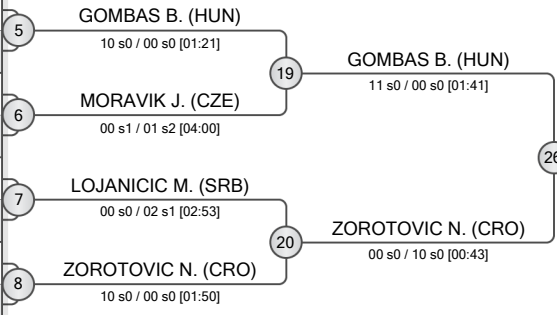 5
GOMBAS B. (HUN)
10 s0 / 00 s0 [01:21]
19
GOMBAS B. (HUN)
11 s0 / 00 s0 [01:41]
6
MORAVIK J. (CZE)
00 s1 / 01 s2 [04:00]
26
7
LOJANICIC M. (SRB)
00 s0 / 02 s1 [02:53]
20
ZOROTOVIC N. (CRO)
00 s0 / 10 s0 [00:43]
8
ZOROTOVIC N. (CRO)
10 s0 / 00 s0 [01:50]